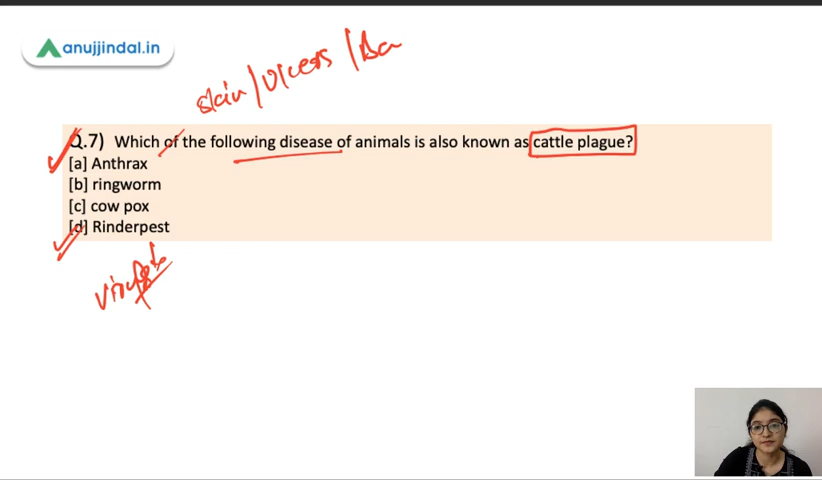 anujjindal.in
skin/Ulcers/Ba
Q.7) Which of the following disease of animals is also known as cattle plague?
[a] Anthrax
[b] ringworm
[c] cow pox
[d] Rinderpest